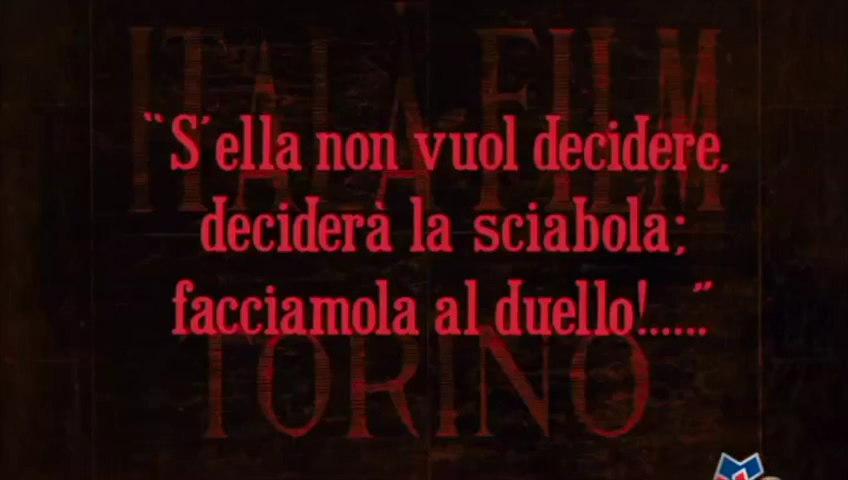 ITALA-FILM
“S'ella non vuol decidere,
deciderà la sciabola;
facciamola al duello!.....”
TORINO